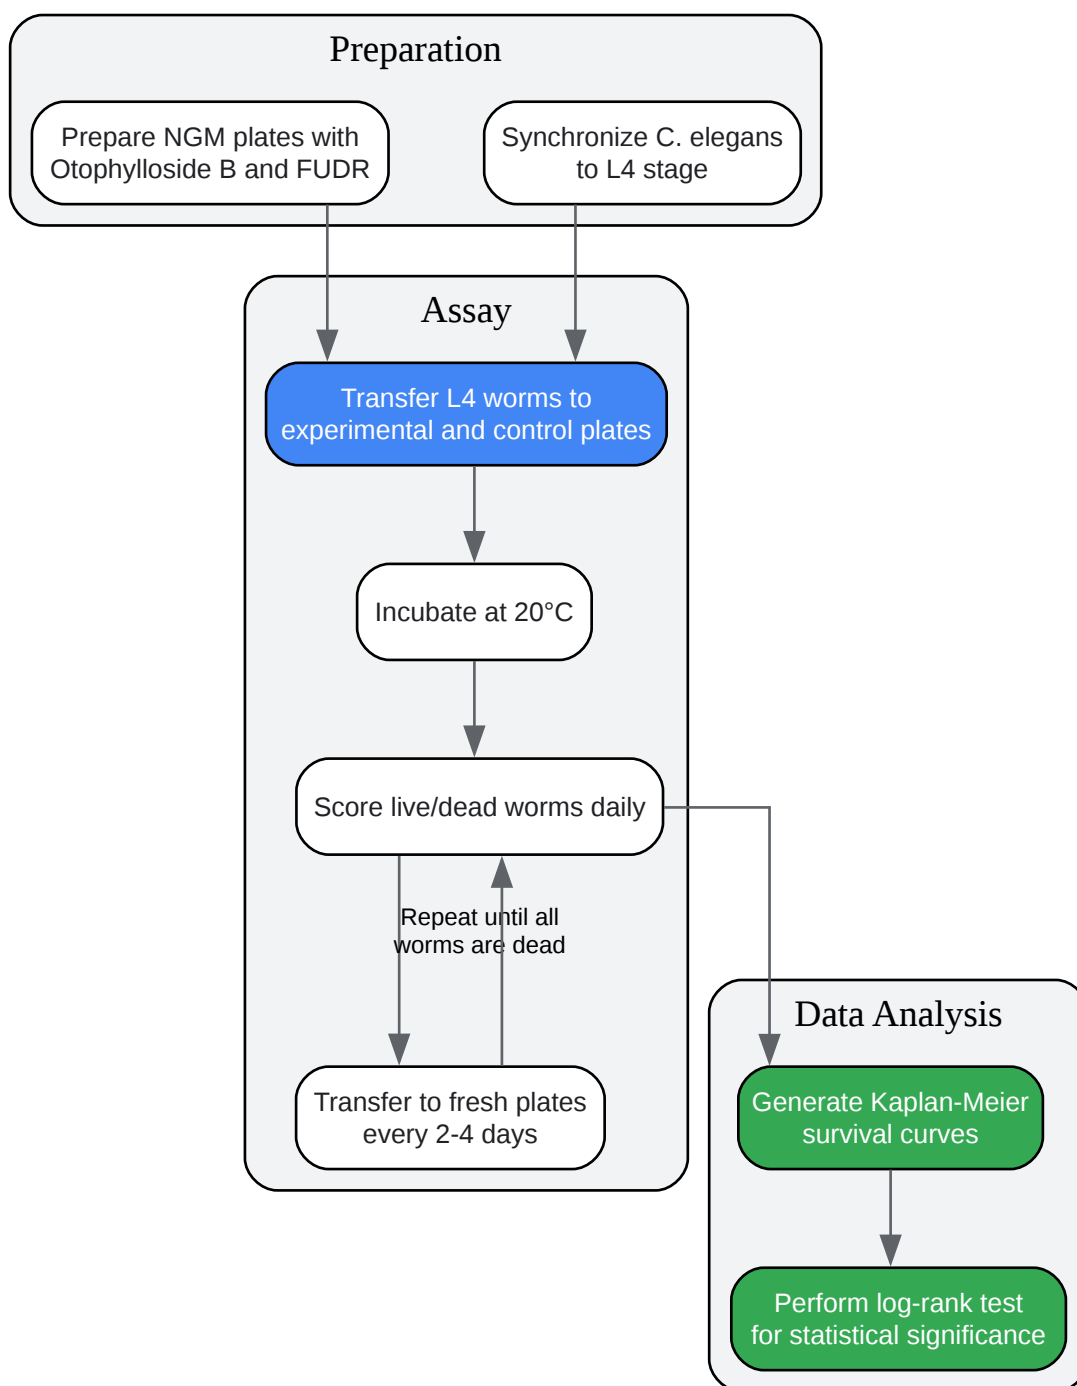 Preparation
Prepare NGM plates with
Otophylloside B and FUDR
Synchronize C. elegans
to L4 stage
Assay
Transfer L4 worms to
experimental and control plates
Incubate at 20°C
Score live/dead worms daily
Repeat until all
worms are dead
Transfer to fresh plates
every 2-4 days
Data Analysis
Generate Kaplan-Meier
survival curves
Perform log-rank test
for statistical significance